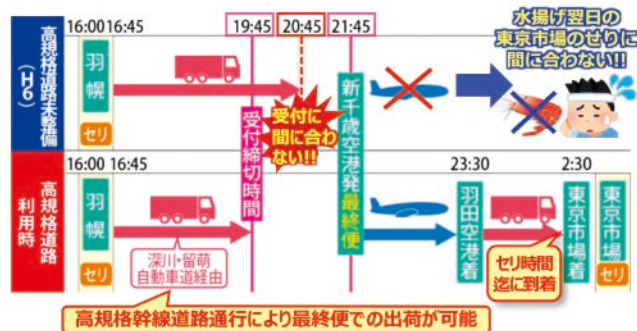 16:00 16:45
19:45
20:45
21:45
水揚げ翌日の
東京市場のせりに
間に合わない!!
高規格道路未整備
(H6)
羽幌
セリ
受付に
間に合わ
ない!!
受付締切時間
新千歳空港発最終便
16:00 16:45
23:30
2:30
高規格道路
利用時
羽幌
セリ
深川・留萌
自動車道経由
羽田空港着
東京市場着
東京市場
セリ
セリ時間
迄に到着
高規格幹線道路通行により最終便での出荷が可能